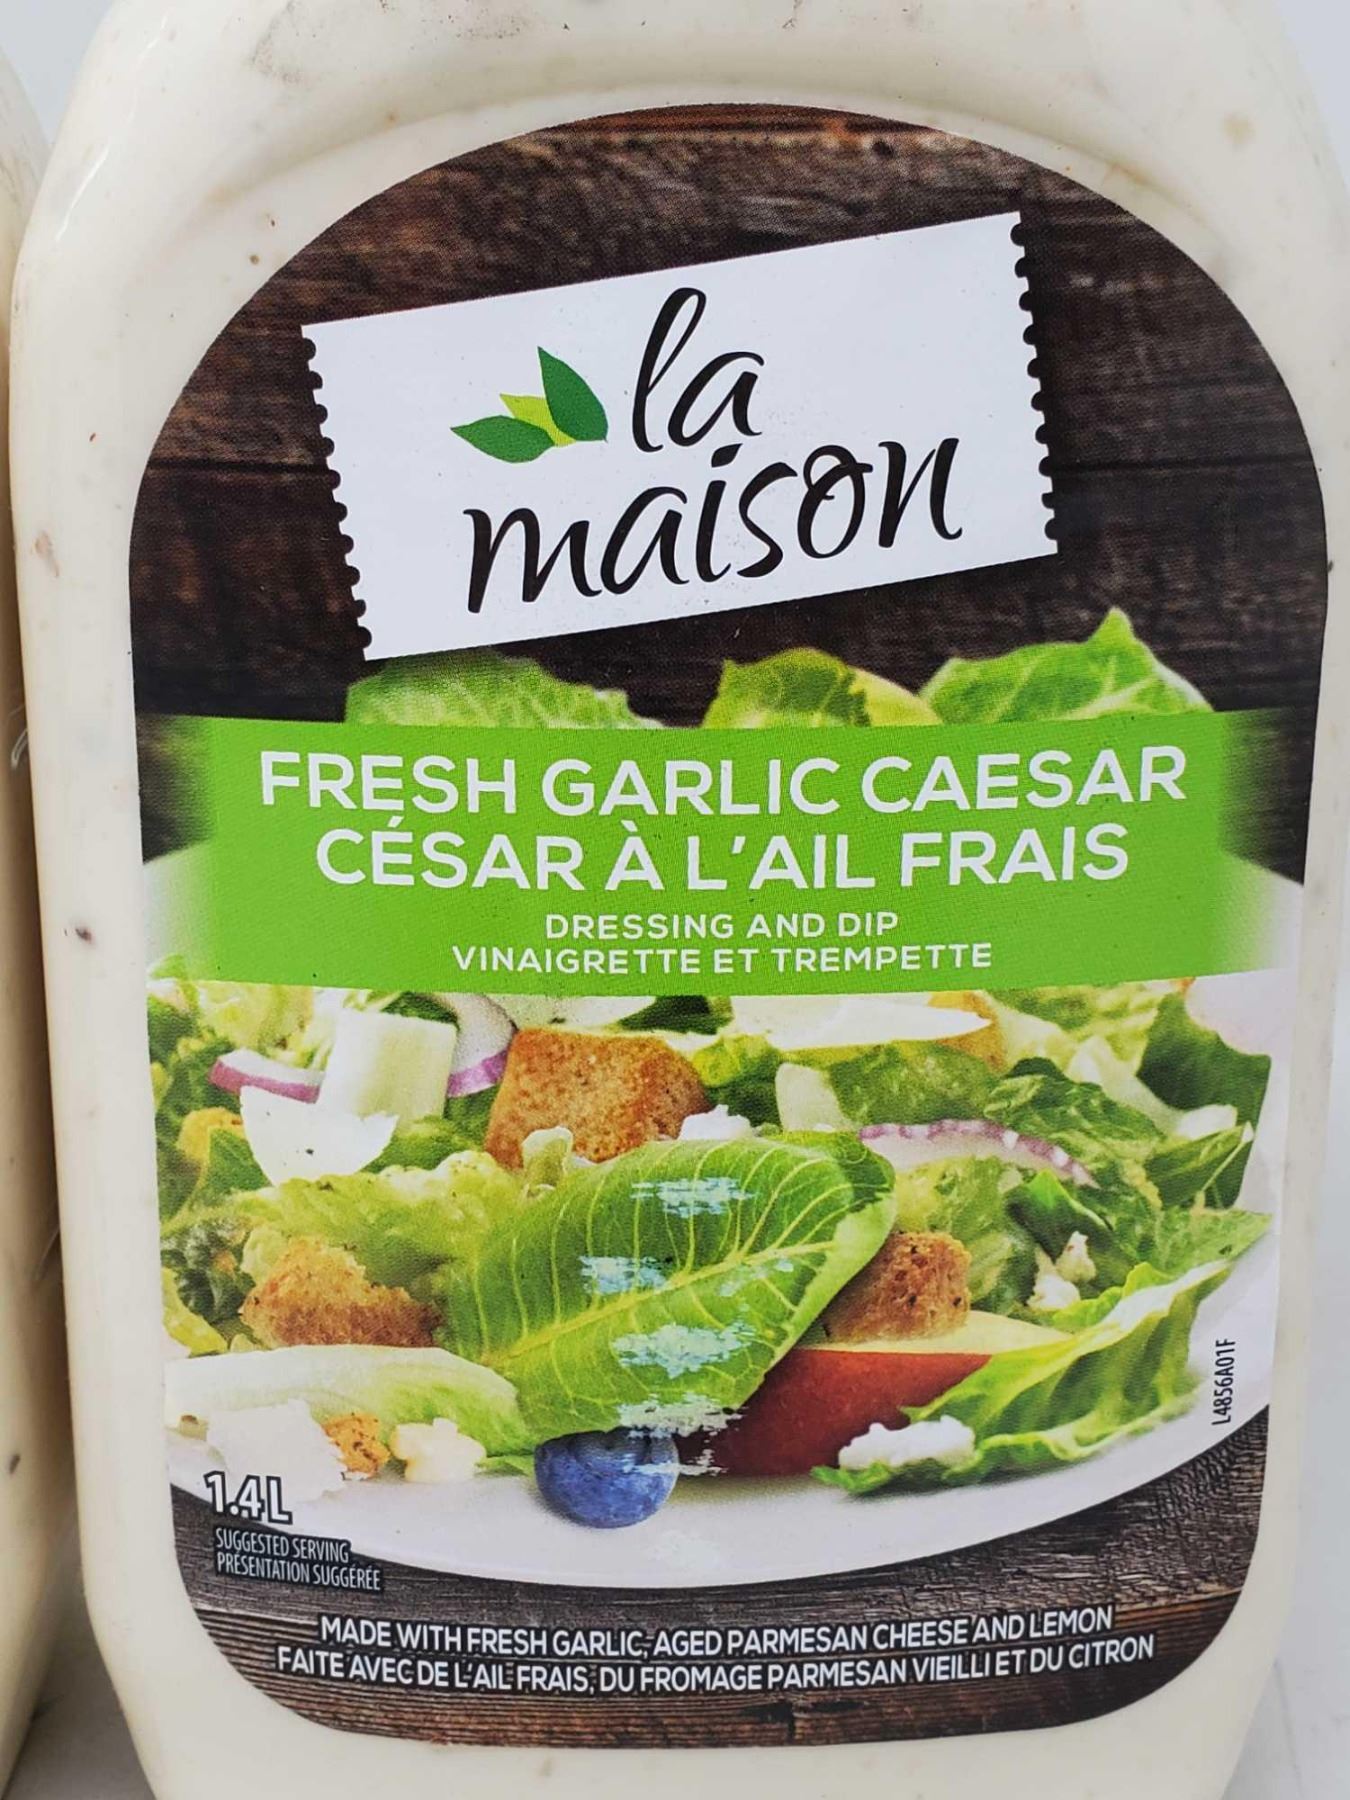 la
maison
FRESH GARLIC CAESAR
CÉSAR À L'AIL FRAIS
DRESSING AND DIP
VINAIGRETTE ET TREMPETTE
L4856A01F
1.4 L
SUGGESTED SERVING
PRÉSENTATION SUGGÉRÉE
MADE WITH FRESH GARLIC, AGED PARMESAN CHEESE AND LEMON
FAITE AVEC DE L'AIL FRAIS, DU FROMAGE PARMESAN VIEILLI ET DU CITRON